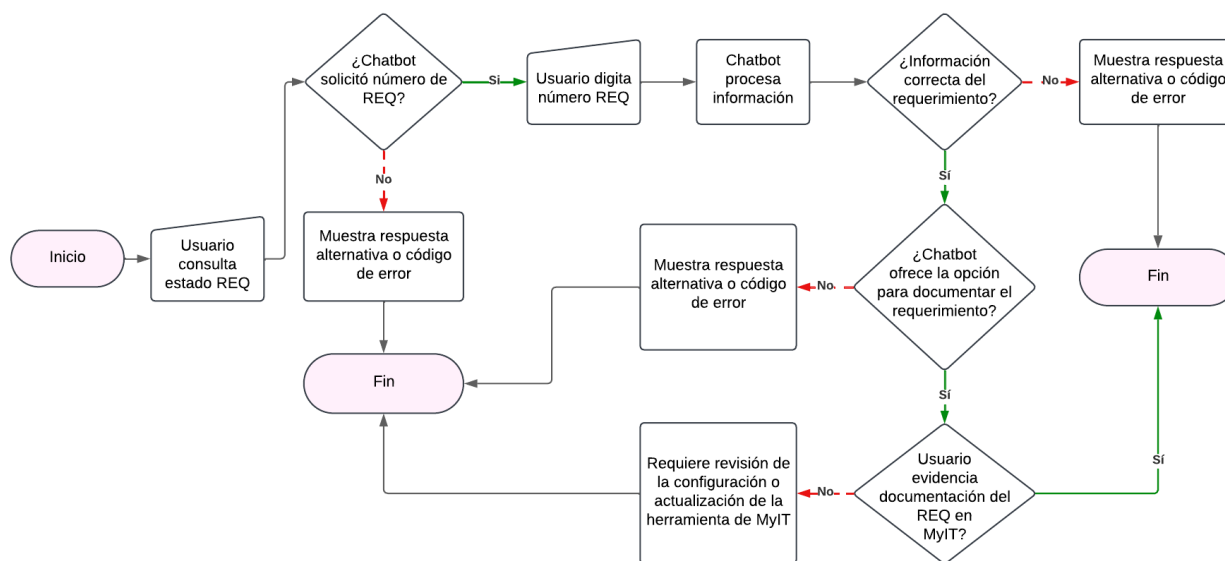 ¿Chatbot
solicitó número de
REQ?
Si
Usuario digita
número REQ
Chatbot
procesa
información
¿Información
correcta del
requerimiento?
No
Muestra respuesta
alternativa o código
de error
No
Sí
Inicio
Usuario
consulta
estado REQ
Muestra respuesta
alternativa o código
de error
Muestra respuesta
alternativa o código
de error
No
¿Chatbot
ofrece la opción
para documentar el
requerimiento?
Fin
Fin
Sí
Requiere revisión de
la configuración o
actualización de la
herramienta de MyIT
No
Usuario
evidencia
documentación del
REQ en
MyIT?
Sí